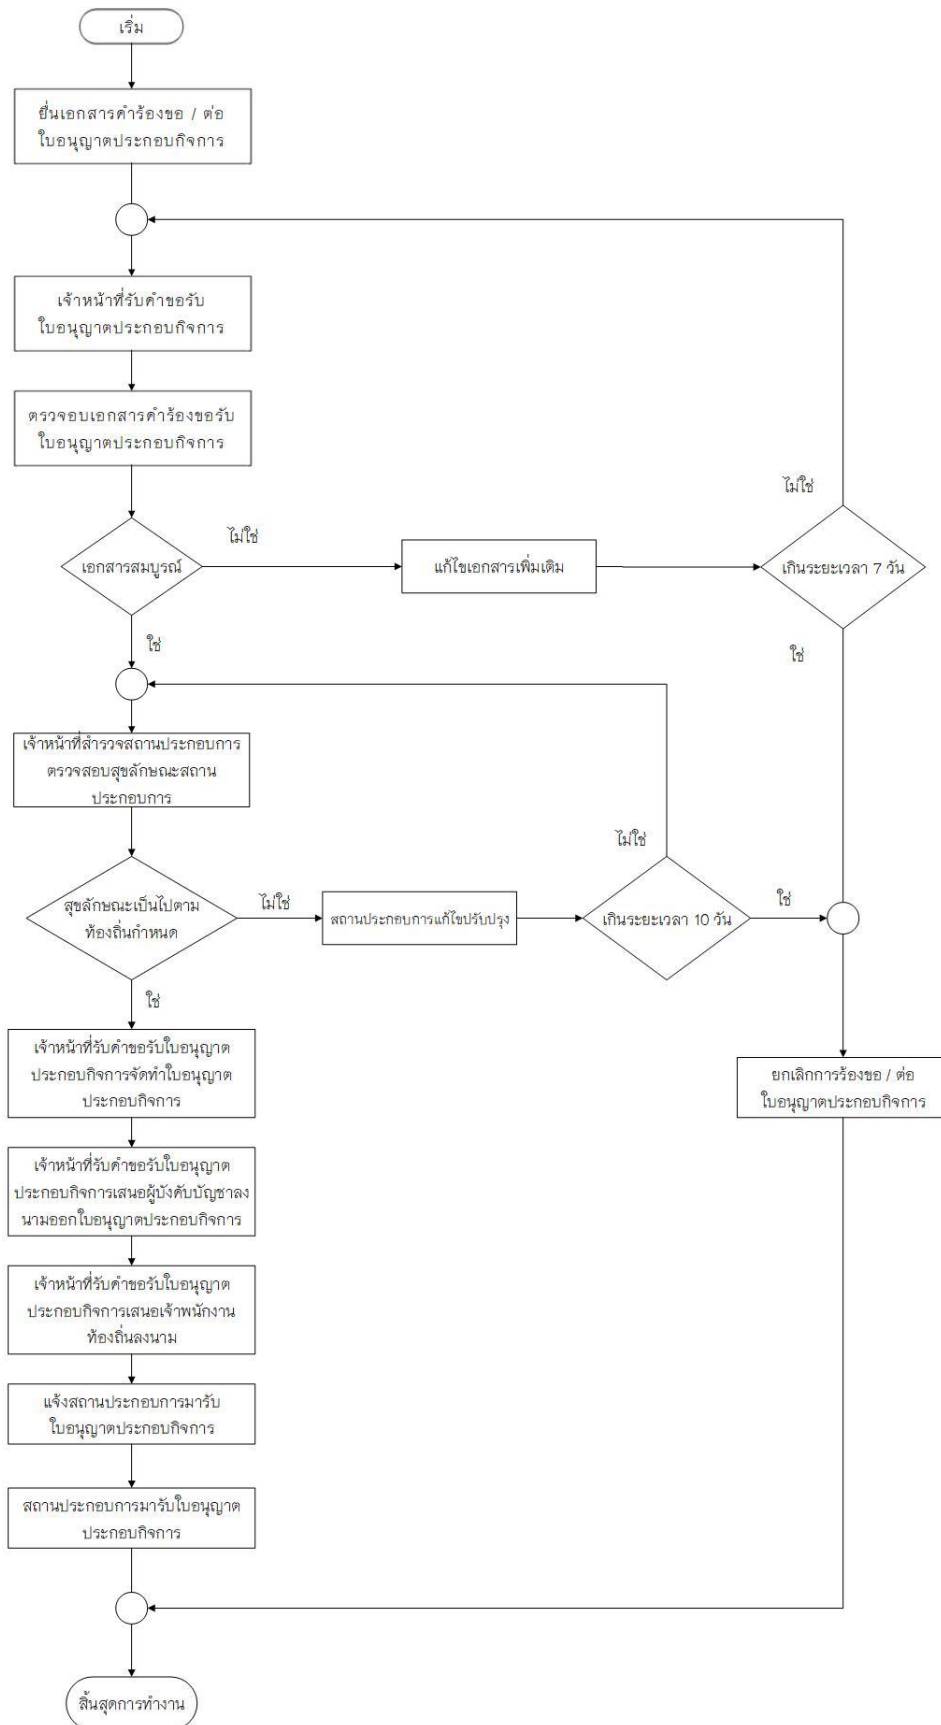 เริ่ม
ยื่นเอกสารคำร้องขอ / ต่อ
ใบอนุญาตประกอบกิจการ
เจ้าหน้าที่รับคำขอรับ
ใบอนุญาตประกอบกิจการ
ตรวจอบเอกสารคำร้องขอรับ
ใบอนุญาตประกอบกิจการ
ไม่ใช่
ไม่ใช่
เอกสารสมบูรณ์
แก้ไขเอกสารเพิ่มเติม
เกินระยะเวลา 7 วัน
ใช่
ใช่
เจ้าหน้าที่สำรวจสถานประกอบการ
ตรวจสอบสุขลักษณะสถาน
ประกอบการ
ไม่ใช่
สุขลักษณะเป็นไปตาม
ท้องถิ่นกำหนด
ไม่ใช่
สถานประกอบการแก้ไขปรับปรุง
เกินระยะเวลา 10 วัน
ใช่
ใช่
เจ้าหน้าที่รับคำขอรับใบอนุญาต
ประกอบกิจการจัดทำใบอนุญาต
ประกอบกิจการ
ยกเลิกการร้องขอ / ต่อ
ใบอนุญาตประกอบกิจการ
เจ้าหน้าที่รับคำขอรับใบอนุญาต
ประกอบกิจการเสนอผู้บังคับบัญชาลง
นามออกใบอนุญาตประกอบกิจการ
เจ้าหน้าที่รับคำขอรับใบอนุญาต
ประกอบกิจการเสนอเจ้าพนักงาน
ท้องถิ่นลงนาม
แจ้งสถานประกอบการมารับ
ใบอนุญาตประกอบกิจการ
สถานประกอบการมารับใบอนุญาต
ประกอบกิจการ
สิ้นสุดการทำงาน